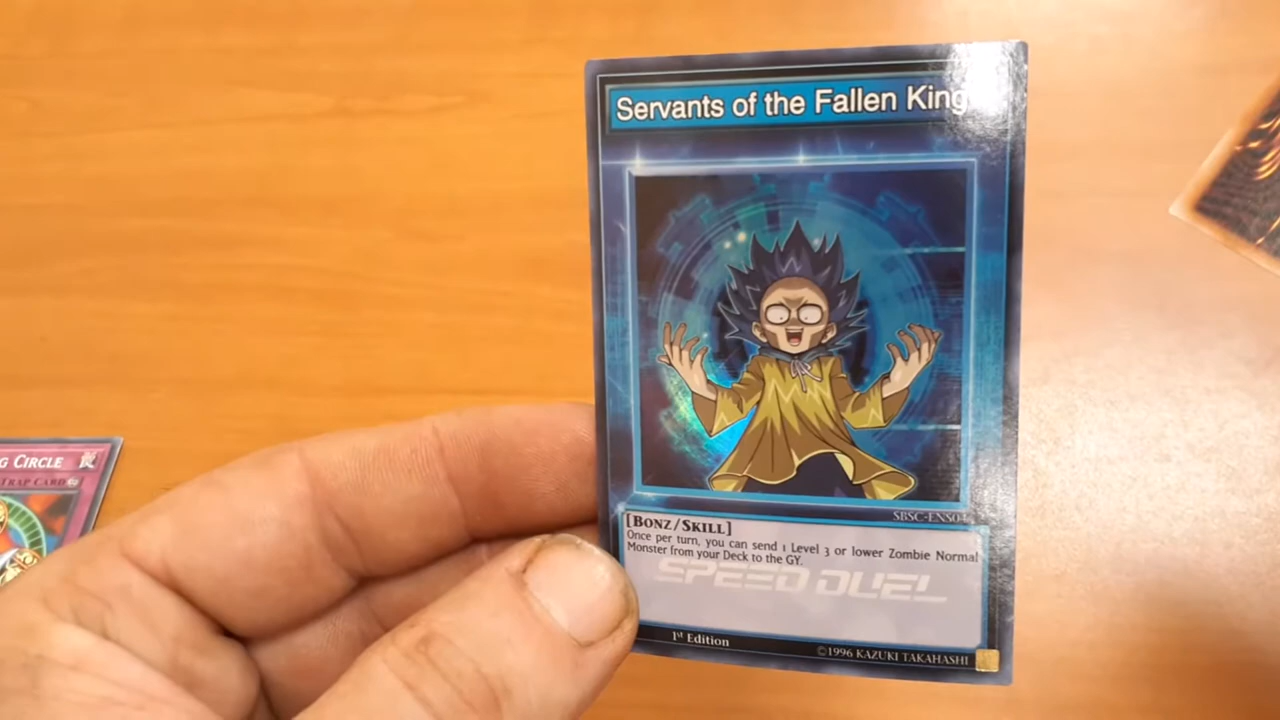 Servants of the Fallen King
SBSC-ENS04
[BONZ/SKILL]
Once per turn, you can send 1 Level 3 or lower Zombie Normal
Monster from your Deck to the GY.
SPEED DUEL
1st Edition
©1996 KAZUKI TAKAHASHI
G CIRCLE
TRAP CARD